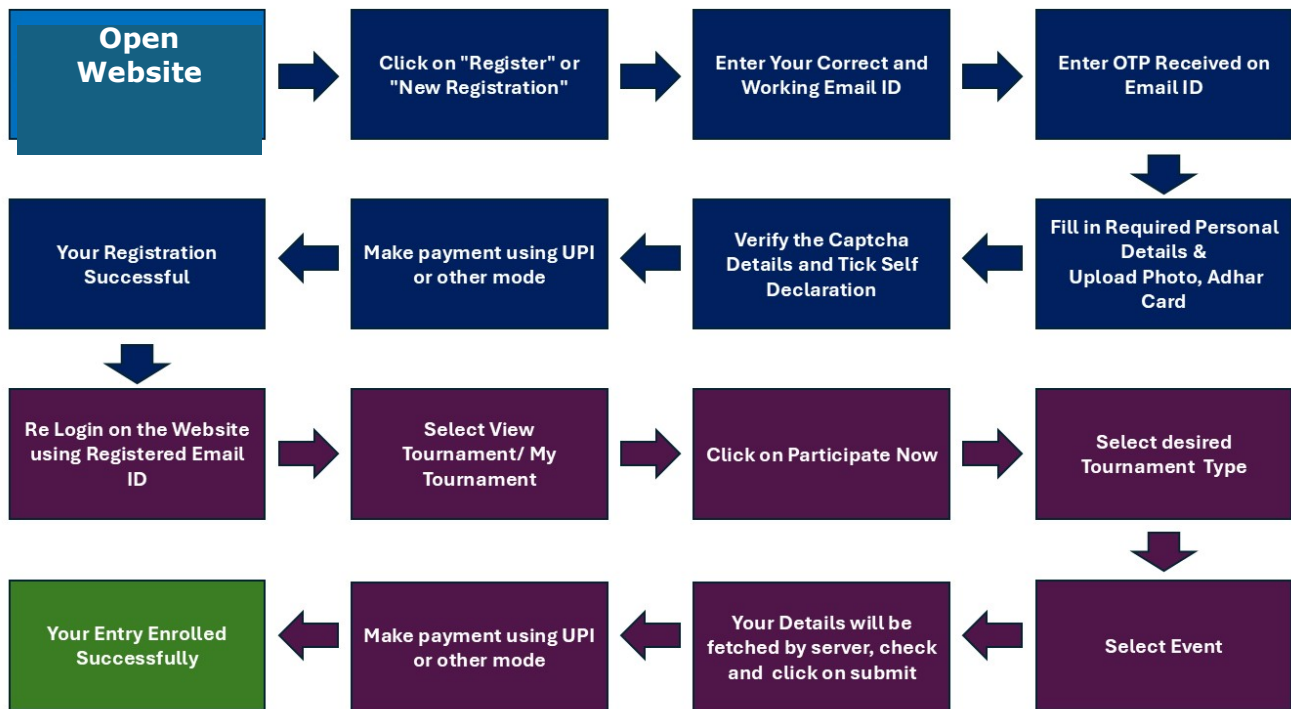 Open
Website
Click on "Register" or
"New Registration"
Enter Your Correct and
Working Email ID
Enter OTP Received on
Email ID
Fill in Required Personal
Details &
Upload Photo, Adhar
Card
Verify the Captcha
Details and Tick Self
Declaration
Make payment using UPI
or other mode
Your Registration
Successful
Re Login on the Website
using Registered Email
ID
Select View
Tournament/ My
Tournament
Click on Participate Now
Select desired
Tournament Type
Select Event
Your Details will be
fetched by server, check
and click on submit
Make payment using UPI
or other mode
Your Entry Enrolled
Successfully